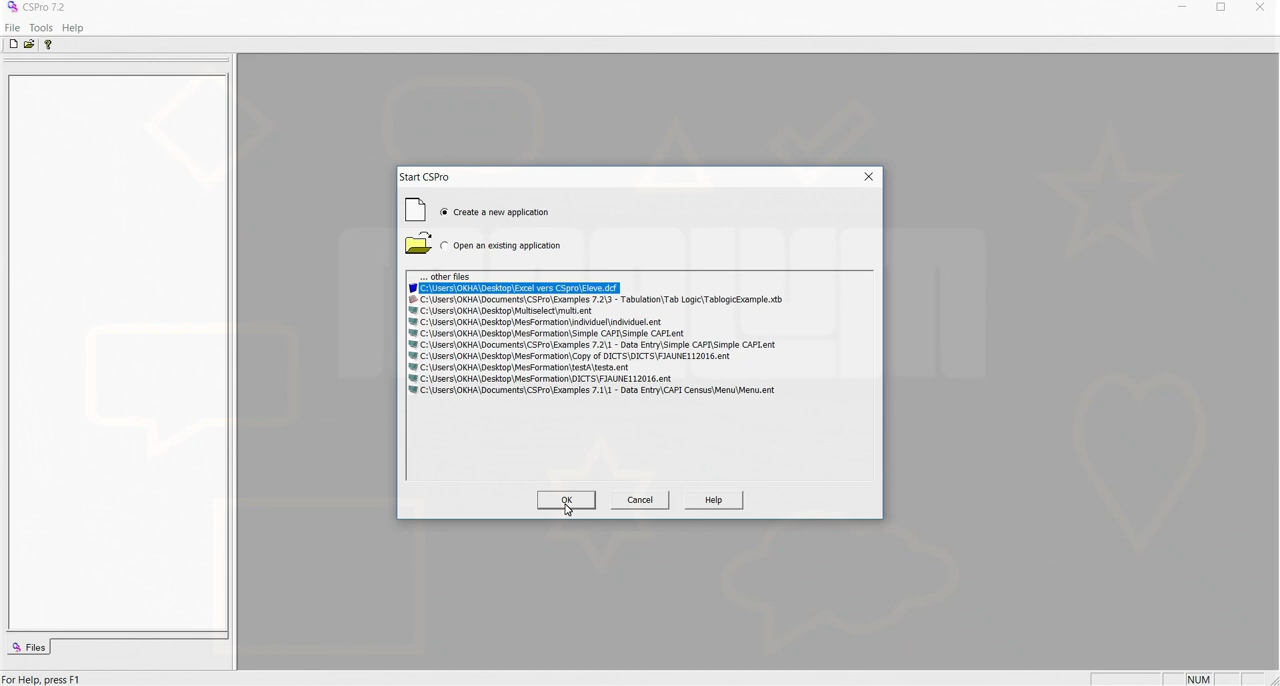 CSPro 7.2
File Tools Help
Start CSPro
Create a new application
Open an existing application
... other files
C:\Users\OKHA\Desktop\Excel vers CSpro\Eleve.dcf
C:\Users\OKHA\Documents\CSPro\Examples 7.2\3 - Tabulation\Tab Logic\TablogicExample.xtb
C:\Users\OKHA\Desktop\Multiselect\multi.ent
C:\Users\OKHA\Desktop\MesFormation\individuel\individuel.ent
C:\Users\OKHA\Desktop\MesFormation\Simple CAPI\Simple CAPI.ent
C:\Users\OKHA\Documents\CSPro\Examples 7.2\1 - Data Entry\Simple CAPI\Simple CAPI.ent
C:\Users\OKHA\Desktop\MesFormation\Copy of DICTS\DICTS\FJAUNE112016.ent
C:\Users\OKHA\Desktop\MesFormation\testA\testa.ent
C:\Users\OKHA\Desktop\MesFormation\DICTS\FJAUNE112016.ent
C:\Users\OKHA\Documents\CSPro\Examples 7.1\1 - Data Entry\CAPI Census\Menu\Menu.ent
OK Cancel Help
Files
For Help, press F1 NUM